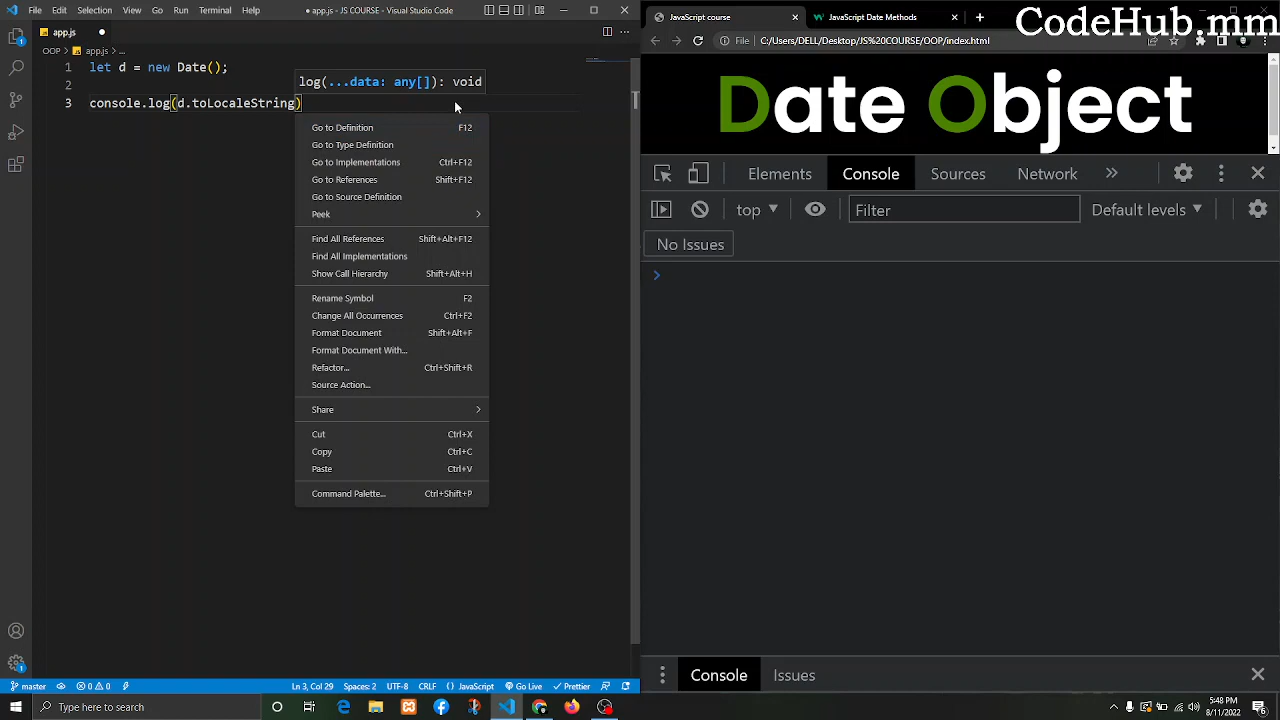 File Edit Selection View Go Run Terminal Help
● app.js - JS COURSE - Visual Studio Code
app.js
OOP > app.js > ...
1 let d = new Date();
2
3 console.log(d.toLocaleString)
log(...data: any[]): void
Go to Definition F12
Go to Type Definition
Go to Implementations Ctrl+F12
Go to References Shift+F12
Go to Source Definition
Peek
Find All References Shift+Alt+F12
Find All Implementations
Show Call Hierarchy Shift+Alt+H
Rename Symbol F2
Change All Occurrences Ctrl+F2
Format Document Shift+Alt+F
Format Document With...
Refactor... Ctrl+Shift+R
Source Action...
Share
Cut Ctrl+X
Copy Ctrl+C
Paste Ctrl+V
Command Palette... Ctrl+Shift+P
master 0 0
Ln 3, Col 29 Spaces: 2 UTF-8 CRLF JavaScript Go Live Prettier
JavaScript course
JavaScript Date Methods
CodeHub.mm
File C:/Users/DELL/Desktop/JS%20COURSE/OOP/index.html
Date Object
Elements Console Sources Network
top Filter Default levels
No Issues
Console Issues
Type here to search
5:48 PM
8/11/2022